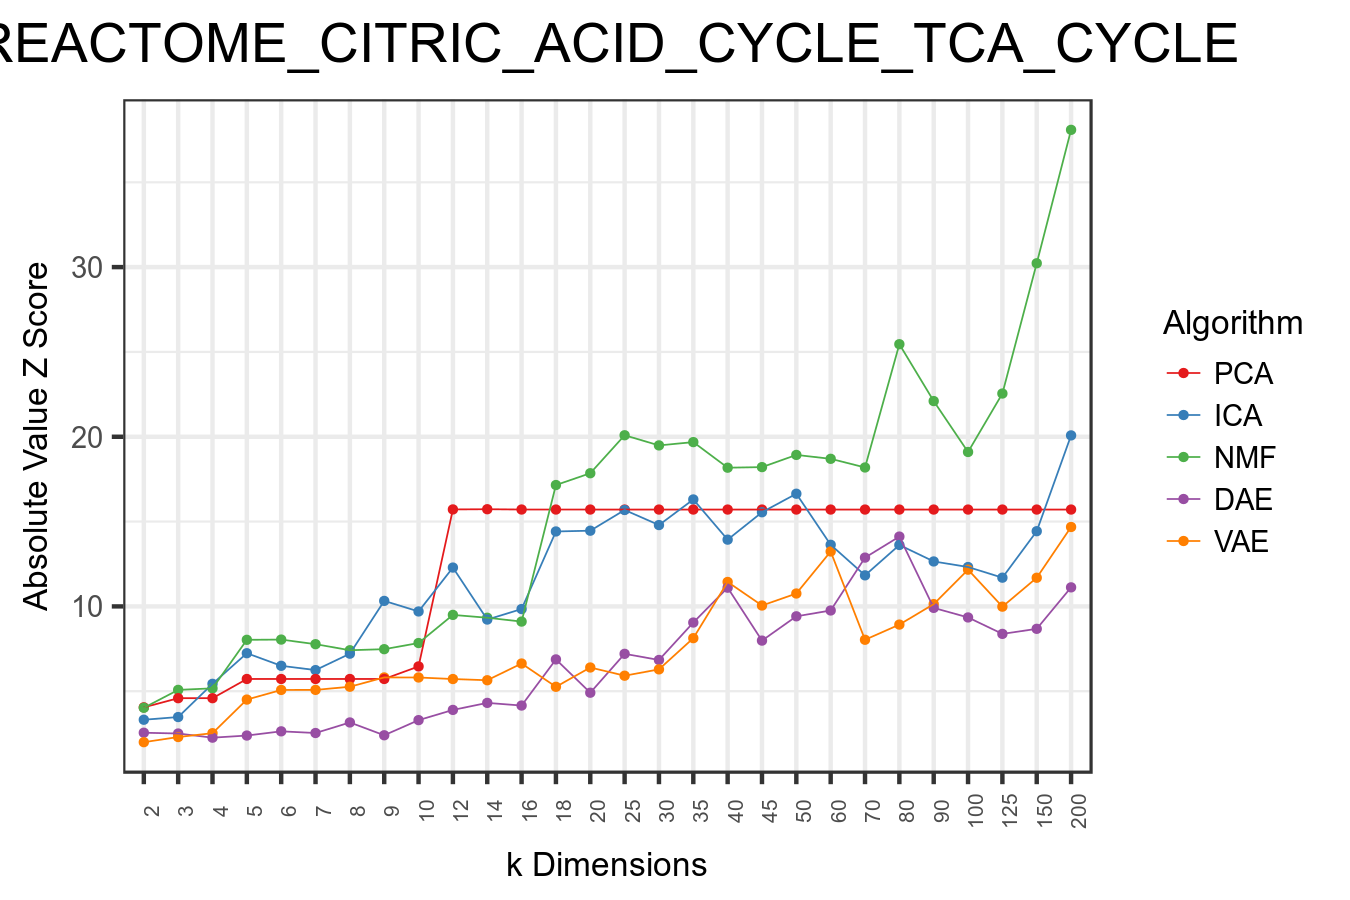 REACTOME_CITRIC_ACID_CYCLE_TCA_CYCLE
Absolute Value Z Score
30
20
10
2 3 4 5 6 7 8 9 10 12 14 16 18 20 25 30 35 40 45 50 60 70 80 90 100 125 150 200
k Dimensions
Algorithm
PCA
ICA
NMF
DAE
VAE